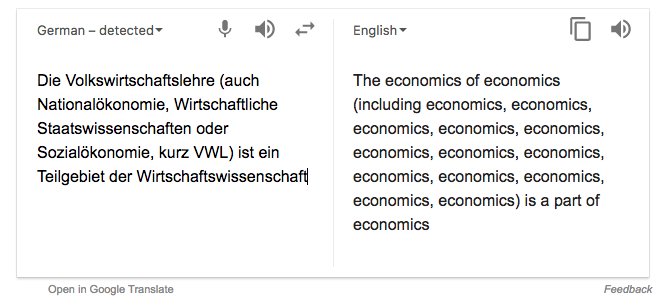 German – detected
English
Die Volkswirtschaftslehre (auch
Nationalökonomie, Wirtschaftliche
Staatswissenschaften oder
Sozialökonomie, kurz VWL) ist ein
Teilgebiet der Wirtschaftswissenschaft
The economics of economics
(including economics, economics,
economics, economics, economics,
economics, economics, economics,
economics, economics, economics,
economics, economics) is a part of
economics
Open in Google Translate
Feedback